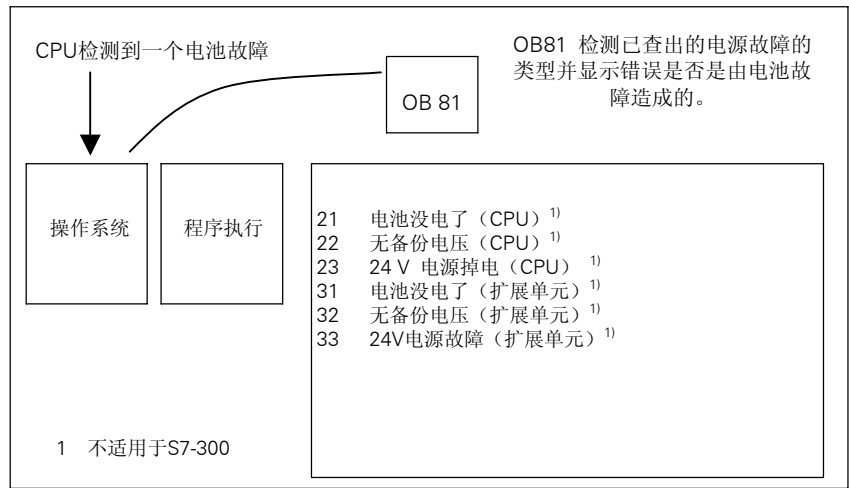 CPU检测到一个电池故障
OB 81
OB81 检测已查出的电源故障的
类型并显示错误是否是由电池故
障造成的。
操作系统
程序执行
21 电池没电了（CPU）1)
22 无备份电压（CPU）1)
23 24 V 电源掉电（CPU） 1)
31 电池没电了（扩展单元）1)
32 无备份电压（扩展单元）1)
33 24V电源故障（扩展单元）1)
1 不适用于S7-300